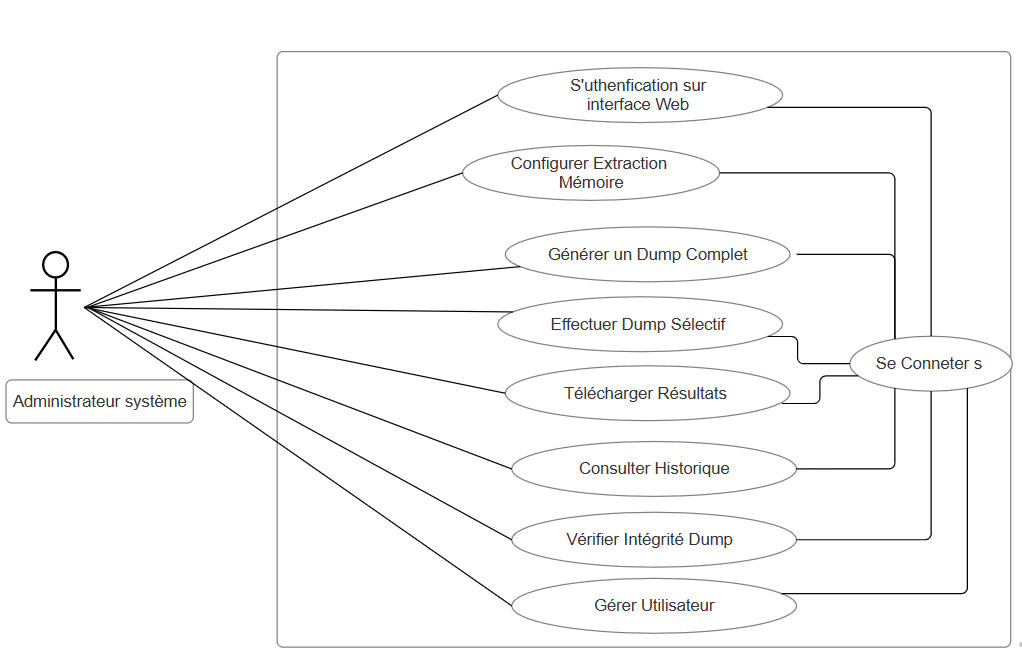 S'uthenfication sur
interface Web
Configurer Extraction
Mémoire
Générer un Dump Complet
Effectuer Dump Sélectif
Se Conneter s
Télécharger Résultats
Administrateur système
Consulter Historique
Vérifier Intégrité Dump
Gérer Utilisateur